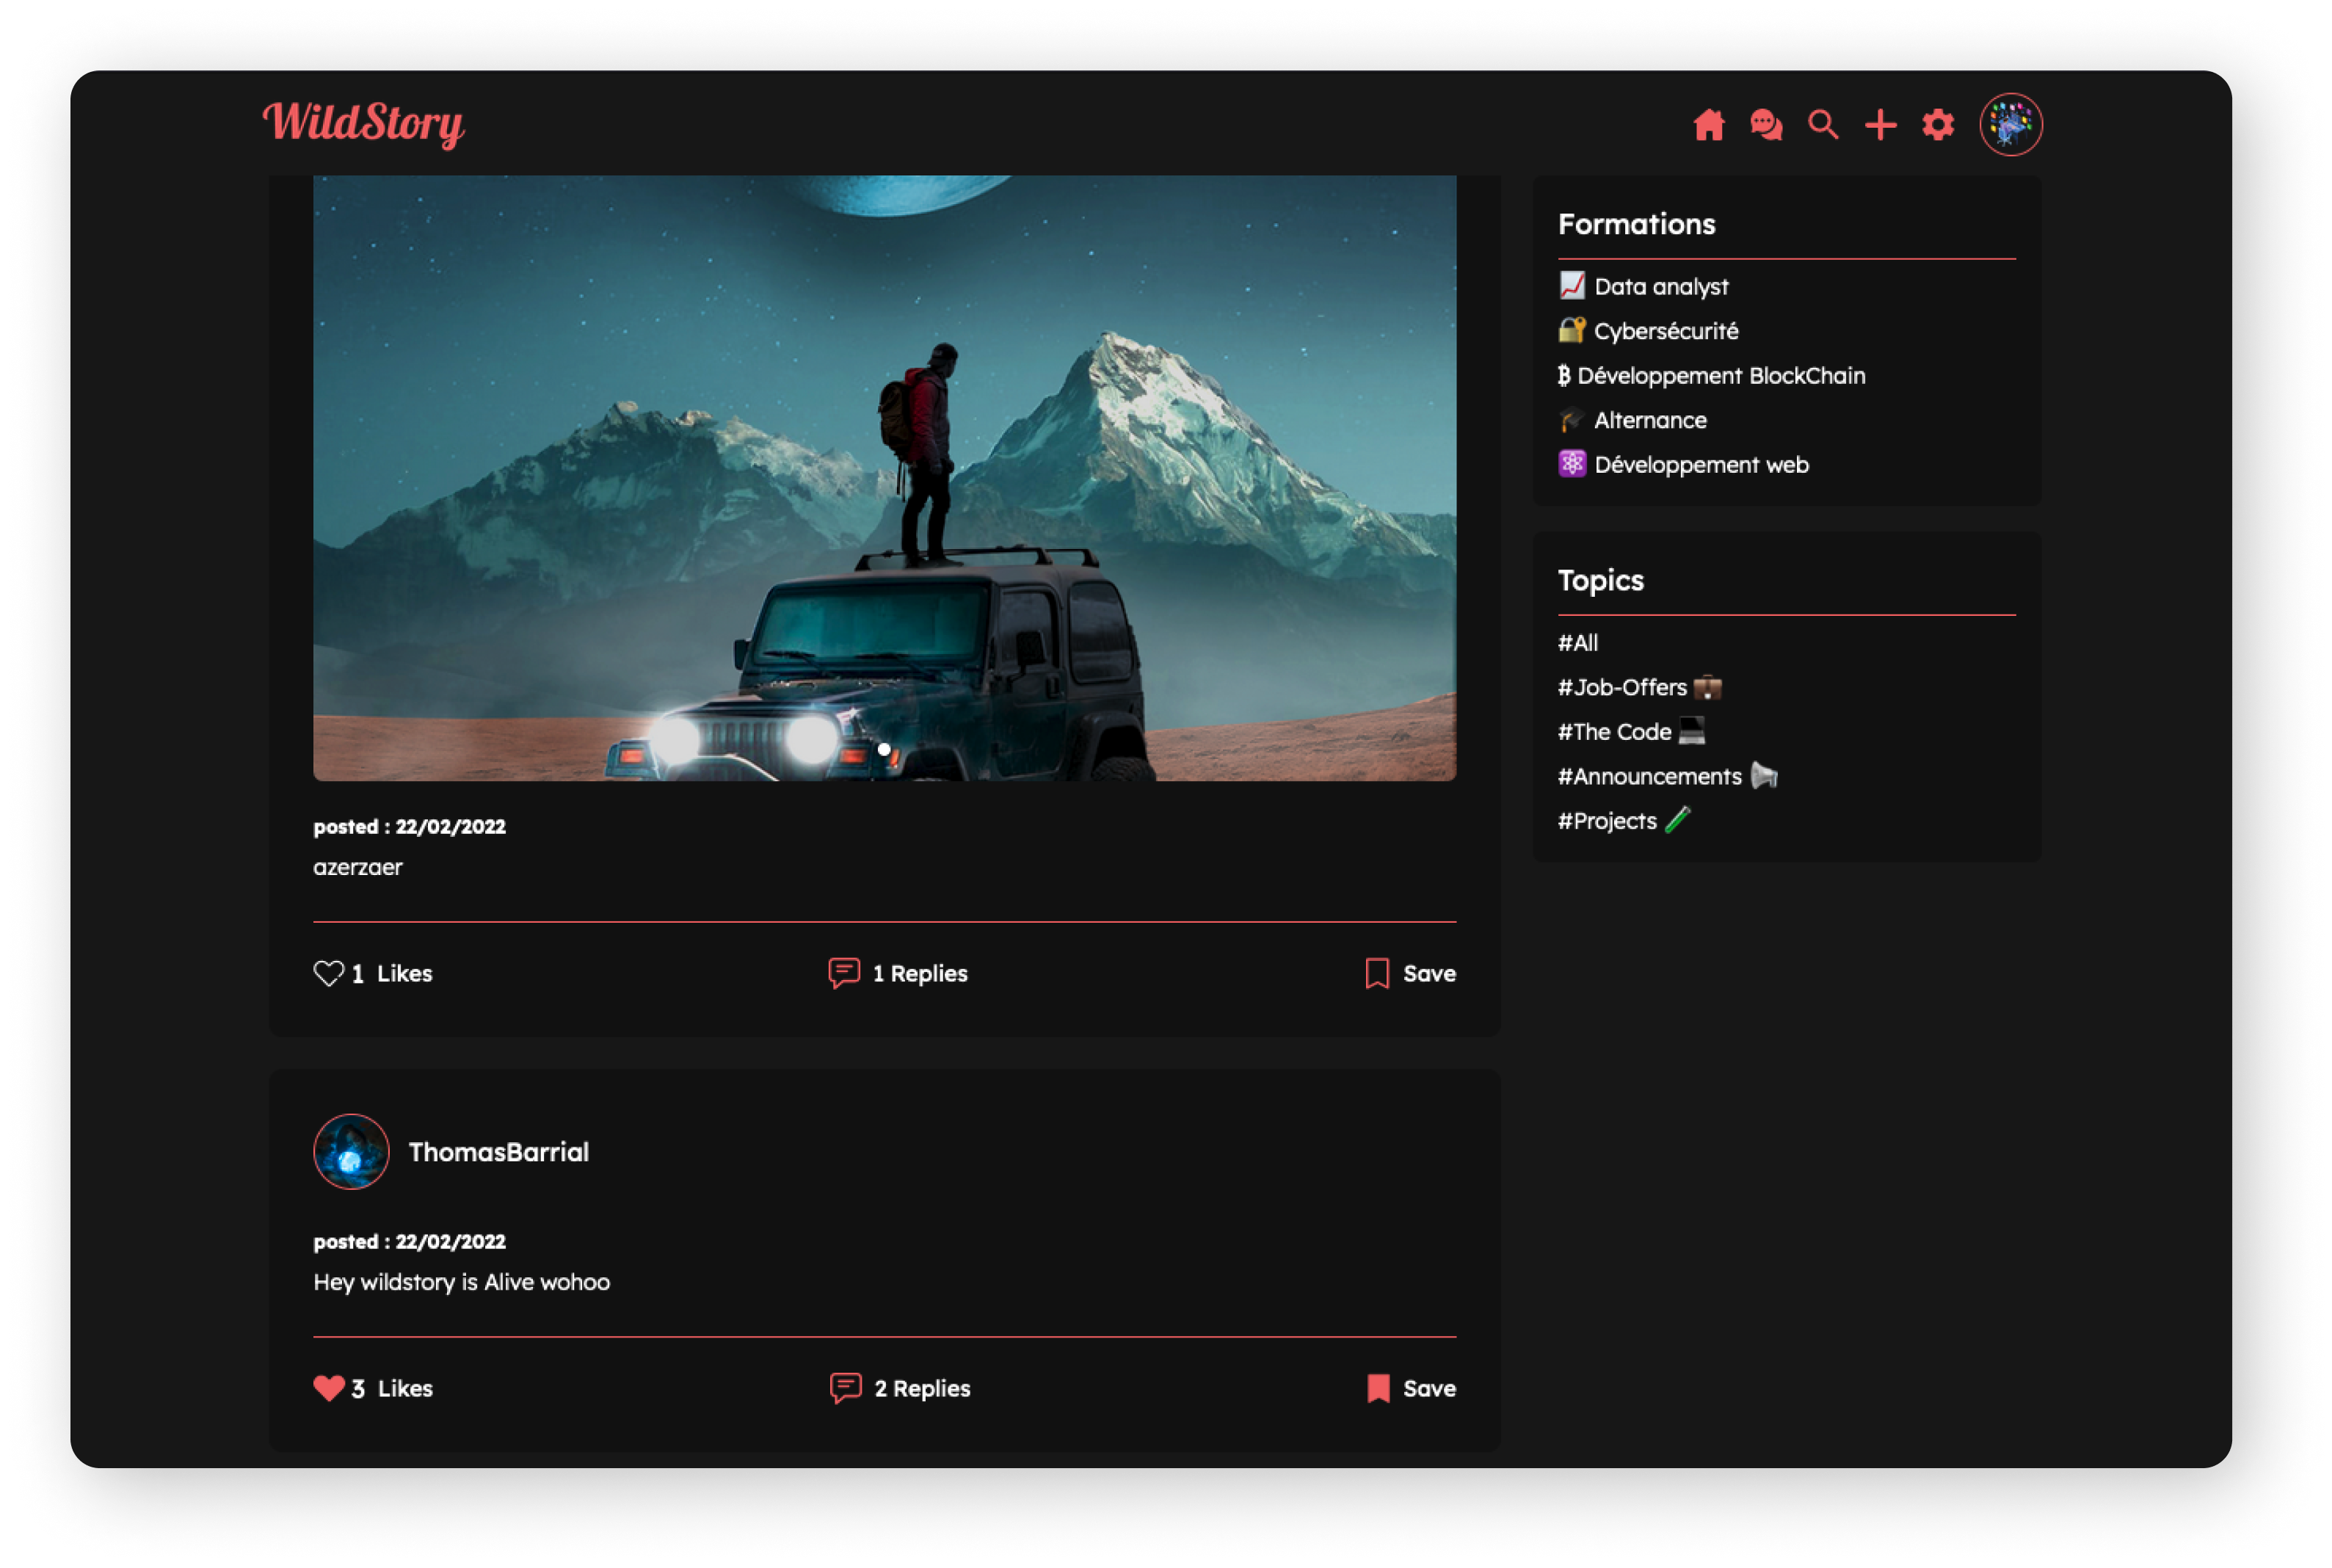 WildStory
posted : 22/02/2022
azerzaer
1 Likes
1 Replies
Save
ThomasBarrial
posted : 22/02/2022
Hey wildstory is Alive wohoo
3 Likes
2 Replies
Save
Formations
Data analyst
Cybersécurité
Développement BlockChain
Alternance
Développement web
Topics
#All
#Job-Offers
#The Code
#Announcements
#Projects